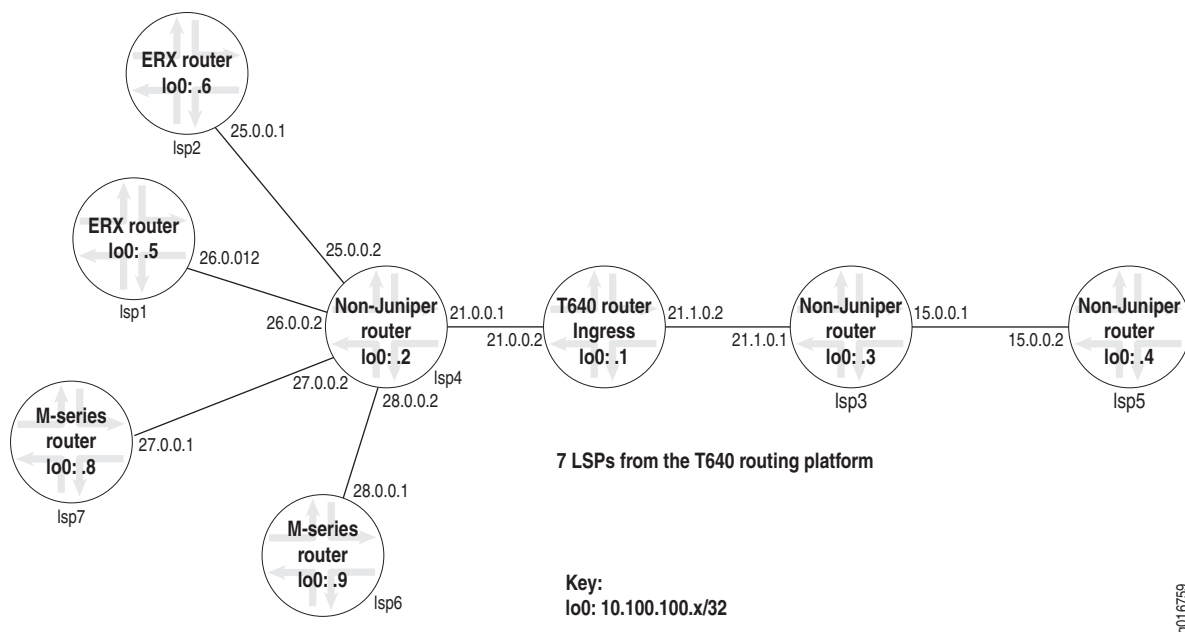 ERX router
lo0: .6
25.0.0.1
lsp2
ERX router
lo0: .5
26.0.012
lsp1
25.0.0.2
26.0.0.2
Non-Juniper
router
lo0: .2
lsp4
21.0.0.1
21.0.0.2
T640 router
Ingress
lo0: .1
21.1.0.2
21.1.0.1
Non-Juniper
router
lo0: .3
lsp3
15.0.0.1
15.0.0.2
Non-Juniper
router
lo0: .4
lsp5
27.0.0.2
28.0.0.2
M-series
router
lo0: .8
27.0.0.1
lsp7
28.0.0.1
M-series
router
lo0: .9
lsp6
7 LSPs from the T640 routing platform
Key:
lo0: 10.100.100.x/32
g016759